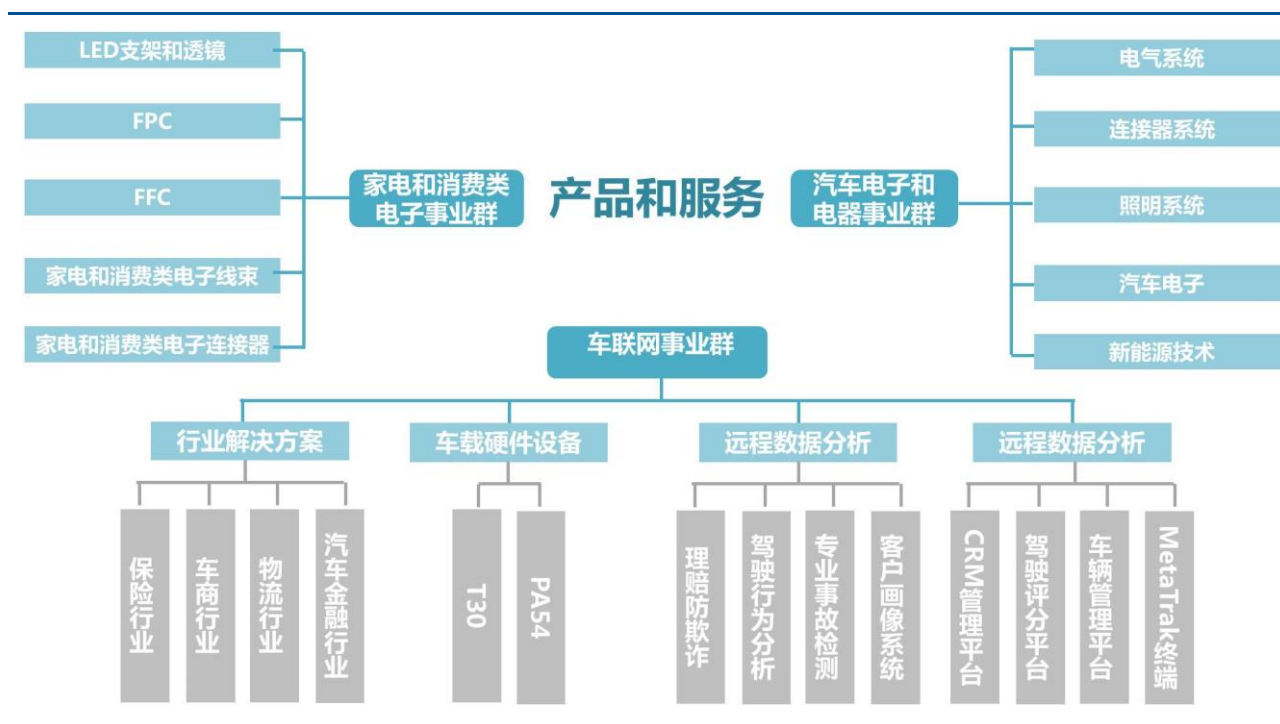 LED支架和透镜
FPC
FFC
家电和消费类电子线束
家电和消费类电子连接器
家电和消费类
电子事业群
产品和服务
汽车电子和
电器事业群
电气系统
连接器系统
照明系统
汽车电子
新能源技术
车联网事业群
行业解决方案
车载硬件设备
远程数据分析
远程数据分析
保险行业
车商行业
物流行业
汽车金融行业
T30
PA54
理赔防欺诈
驾驶行为分析
专业事故检测
客户画像系统
CRM管理平台
驾驶评分平台
车辆管理平台
MetaTrak终端